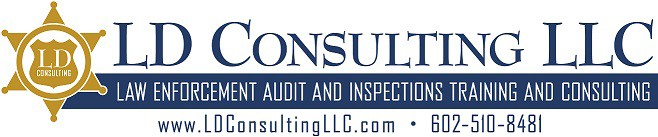 LD
CONSULTING
LD CONSULTING LLC
LAW ENFORCEMENT AUDIT AND INSPECTIONS TRAINING AND CONSULTING
www.LDConsultingLLC.com • 602-510-8481